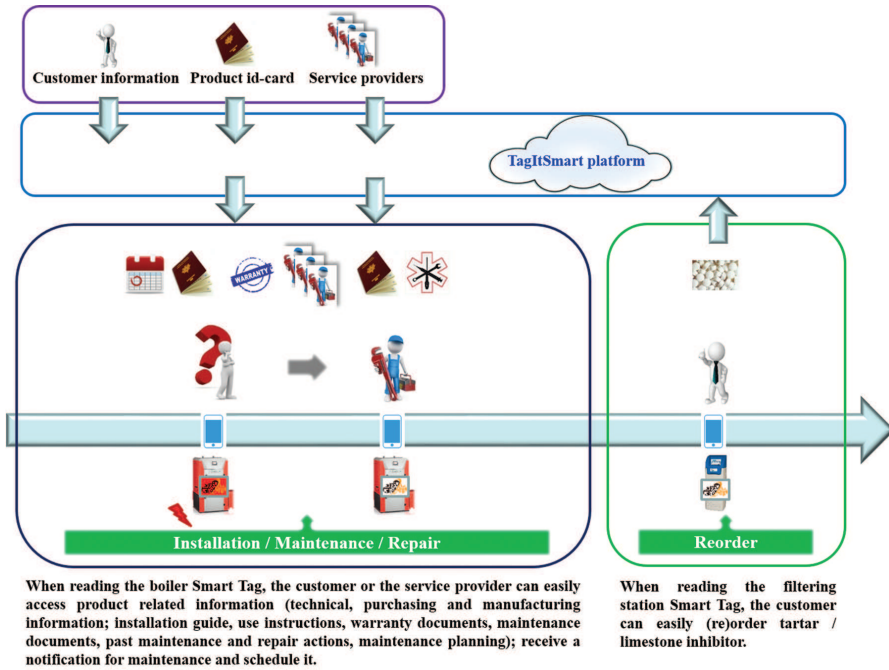 Customer information Product id-card Service providers
TagItSmart platform
WARRANTY
Installation / Maintenance / Repair
Reorder
When reading the boiler Smart Tag, the customer or the service provider can easily
access product related information (technical, purchasing and manufacturing
information; installation guide, use instructions, warranty documents, maintenance
documents, past maintenance and repair actions, maintenance planning); receive a
notification for maintenance and schedule it.
When reading the filtering
station Smart Tag, the customer
can easily (re)order tartar /
limestone inhibitor.